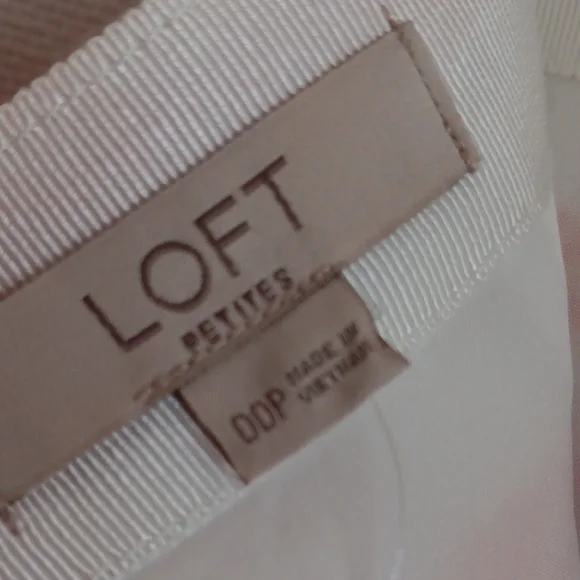 LOFT
PETITES
00P MADE IN
VIETNAM